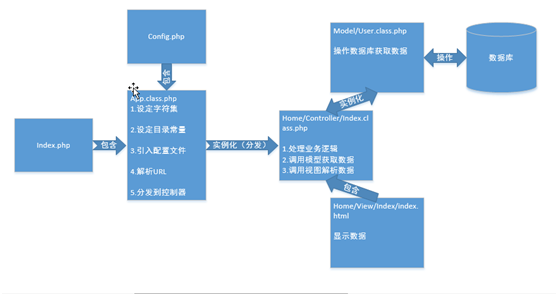 Config.php
包含
App.class.php
1.设定字符集
2.设定目录常量
3.引入配置文件
4.解析URL
5.分发到控制器
Index.php
包含
实例化（分发）
Home/Controller/Index.cl
ass.php
1.处理业务逻辑
2.调用模型获取数据
3.调用视图解析数据
实例化
Model/User.class.php
操作数据库获取数据
操作
数据库
包含
Home/View/Index/index.
html
显示数据